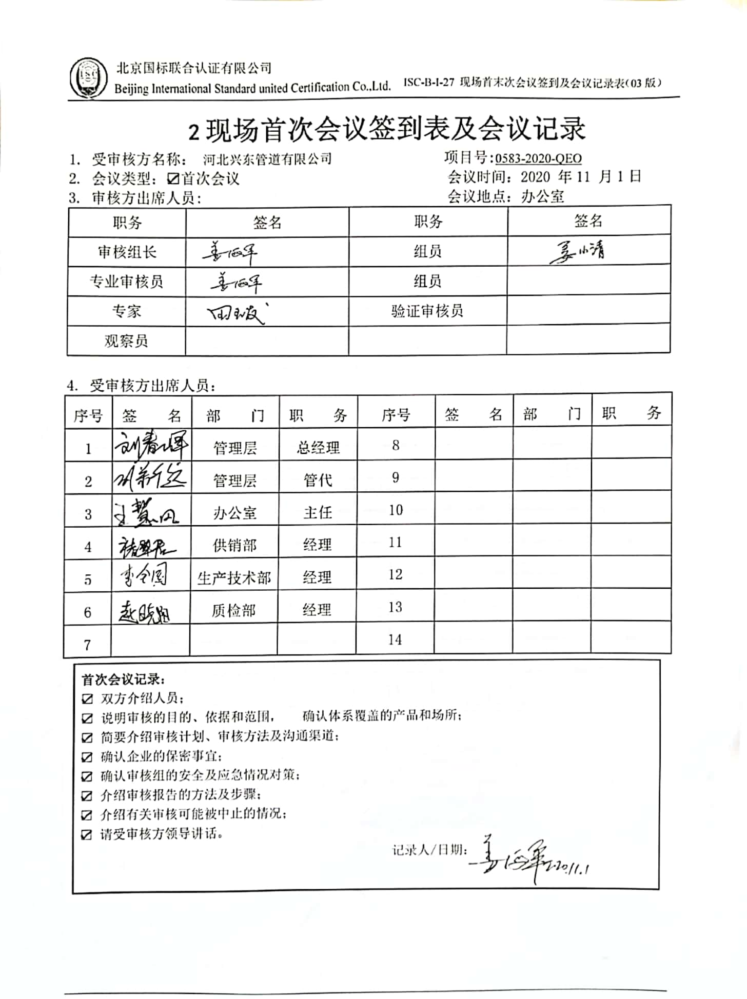 ISC
北京国标联合认证有限公司
Beijing International Standard united Certification Co.,Ltd. ISC-B-I-27 现场首末次会议签到及会议记录表(03 版)
2 现场首次会议签到表及会议记录
1. 受审核方名称： 河北兴东管道有限公司 项目号:0583-2020-QEO
2. 会议类型：☑首次会议 会议时间：2020 年 11 月 1 日
3. 审核方出席人员： 会议地点：办公室
职务 签名 职务 签名
审核组长 姜海军 组员 姜小清
专业审核员 姜海军 组员
专家 验证审核员
观察员
4. 受审核方出席人员：
序号 签 名 部 门 职 务 序号 签 名 部 门 职 务
1 刘春晖 管理层 总经理 8
2 管理层 管代 9
3 办公室 主任 10
4 供销部 经理 11
5 李全国 生产技术部 经理 12
6 质检部 经理 13
7 14
首次会议记录：
☑ 双方介绍人员；
☑ 说明审核的目的、依据和范围， 确认体系覆盖的产品和场所；
☑ 简要介绍审核计划、审核方法及沟通渠道；
☑ 确认企业的保密事宜；
☑ 确认审核组的安全及应急情况对策；
☑ 介绍审核报告的方法及步骤；
☑ 介绍有关审核可能被中止的情况；
☑ 请受审核方领导讲话。
记录人/日期： 姜海军 2020.11.1